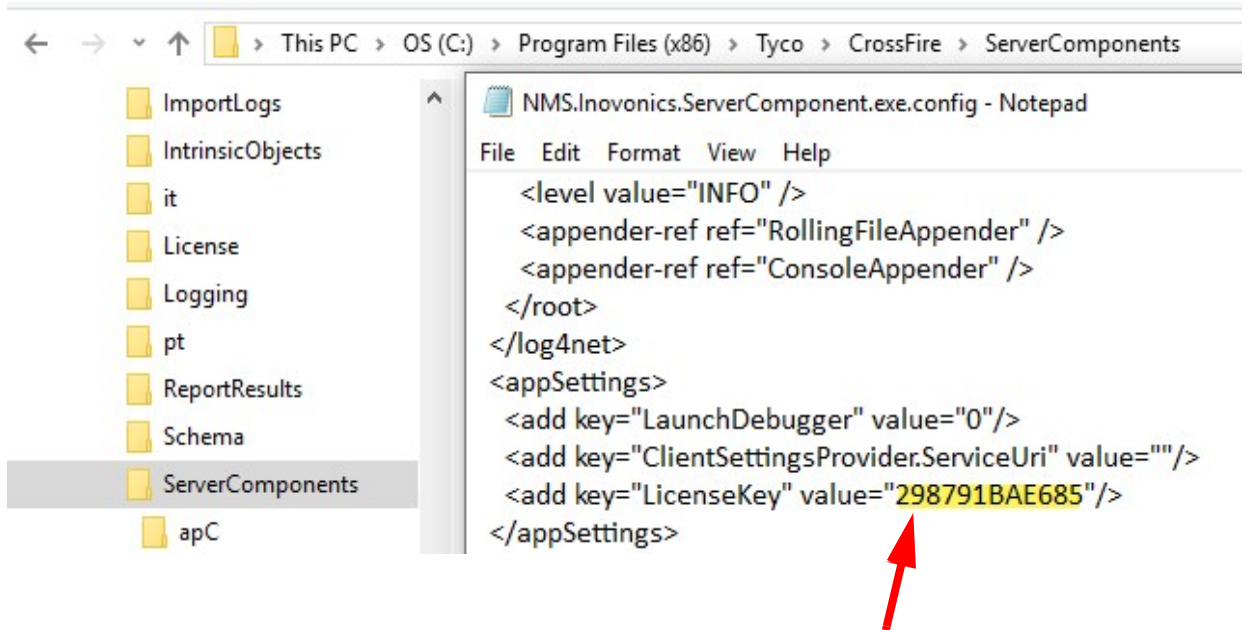 This PC > OS (C:) > Program Files (x86) > Tyco > CrossFire > ServerComponents
ImportLogs
IntrinsicObjects
it
License
Logging
pt
ReportResults
Schema
ServerComponents
apC
NMS.Inovonics.ServerComponent.exe.config - Notepad
File Edit Format View Help
<level value="INFO" />
<appender-ref ref="RollingFileAppender" />
<appender-ref ref="ConsoleAppender" />
</root>
</log4net>
<appSettings>
<add key="LaunchDebugger" value="0"/>
<add key="ClientSettingsProvider.ServiceUri" value=""/>
<add key="LicenseKey" value="298791BAE685"/>
</appSettings>